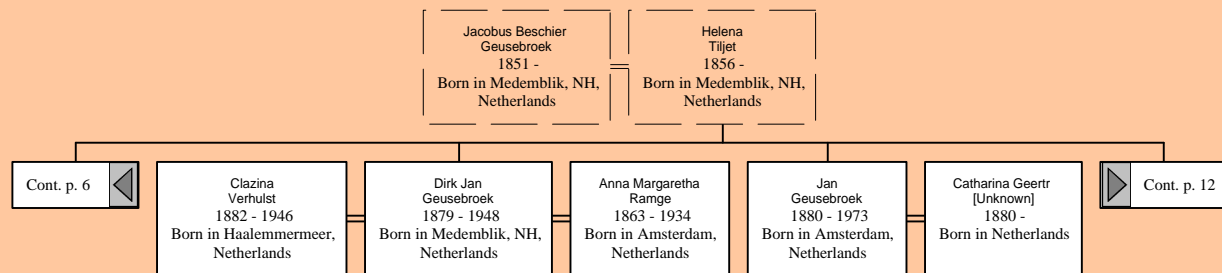 Jacobus Beschier
Geusebroek
1851 -
Born in Medemblik, NH,
Netherlands
Helena
Tiljet
1856 -
Born in Medemblik, NH,
Netherlands
Cont. p. 6
Clazina
Verhulst
1882 - 1946
Born in Haalemmermeer,
Netherlands
Dirk Jan
Geusebroek
1879 - 1948
Born in Medemblik, NH,
Netherlands
Anna Margaretha
Ramge
1863 - 1934
Born in Amsterdam,
Netherlands
Jan
Geusebroek
1880 - 1973
Born in Amsterdam,
Netherlands
Catharina Geertr
[Unknown]
1880 -
Born in Netherlands
Cont. p. 12